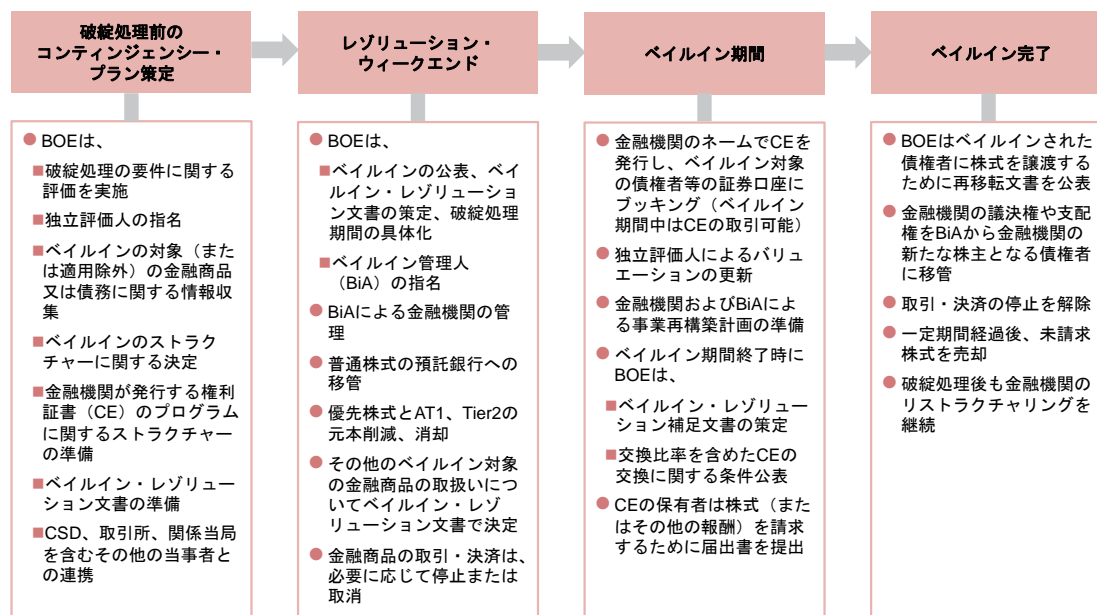 破綻処理前の
コンティンジェンシー・
プラン策定
● BOEは、
■破綻処理の要件に関する
評価を実施
■独立評価人の指名
■ベイルインの対象（また
は適用除外）の金融商品
又は債務に関する情報収
集
■ベイルインのストラク
チャーに関する決定
■金融機関が発行する権利
証書（CE）のプログラム
に関するストラクチャー
の準備
■ベイルイン・レゾリュー
ション文書の準備
■CSD、取引所、関係当局
を含むその他の当事者と
の連携
レゾリューション・
ウィークエンド
● BOEは、
■ベイルインの公表、ベイ
ルイン・レゾリューショ
ン文書の策定、破綻処理
期間の具体化
■ベイルイン管理人
（BiA）の指名
● BiAによる金融機関の管
理
● 普通株式の預託銀行への
移管
● 優先株式とAT1、Tier2の
元本削減、消却
● その他のベイルイン対象
の金融商品の取扱いにつ
いてベイルイン・レゾ
リューション文書で決定
● 金融商品の取引・決済は、
必要に応じて停止または
取消
ベイルイン期間
● 金融機関のネームでCEを
発行し、ベイルイン対象
の債権者等の証券口座に
ブッキング（ベイルイン
期間中はCEの取引可能）
● 独立評価人によるバリュ
エーションの更新
● 金融機関およびBiAによ
る事業再構築計画の準備
● ベイルイン期間終了時に
BOEは、
■ベイルイン・レゾリュー
ション補足文書の策定
■交換比率を含めたCEの
交換に関する条件公表
● CEの保有者は株式（また
はその他の報酬）を請求
するために届出書を提出
ベイルイン完了
● BOEはベイルインされた
債権者に株式を譲渡する
ために再移転文書を公表
● 金融機関の議決権や支配
権をBiAから金融機関の
新たな株主となる債権者
に移管
● 取引・決済の停止を解除
● 一定期間経過後、未請求
株式を売却
● 破綻処理後も金融機関の
リストラクチャリングを
継続